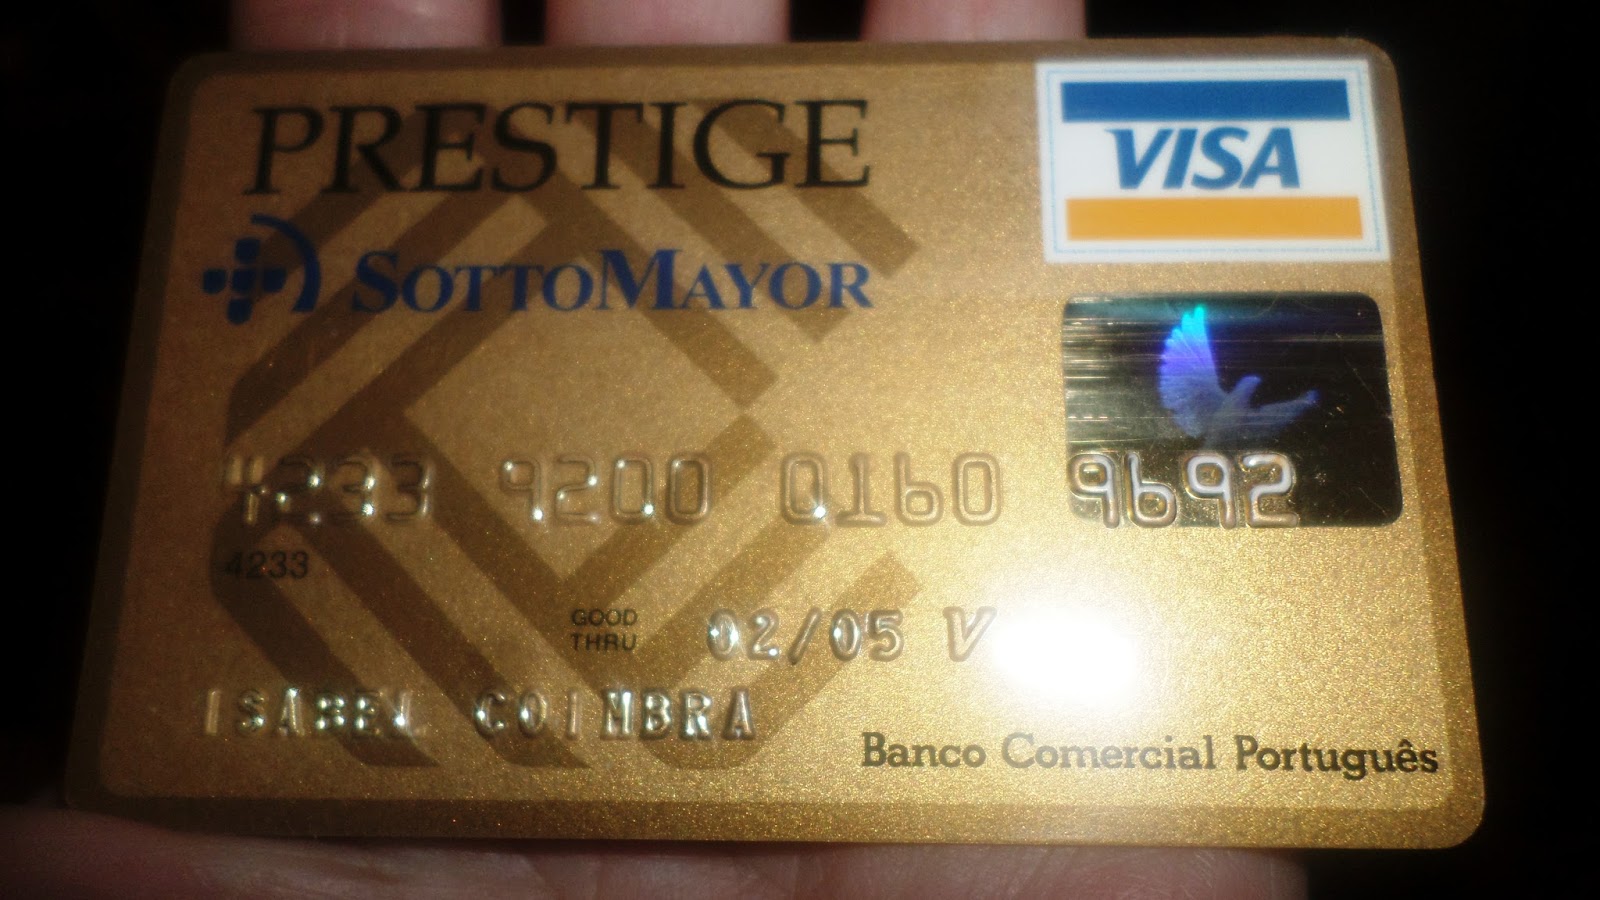 PRESTIGE
VISA
SOTTOMAYOR
4233 9200 0160 9692
4233
GOOD
THRU
02/05 V
ISABEL COIMBRA
Banco Comercial Português